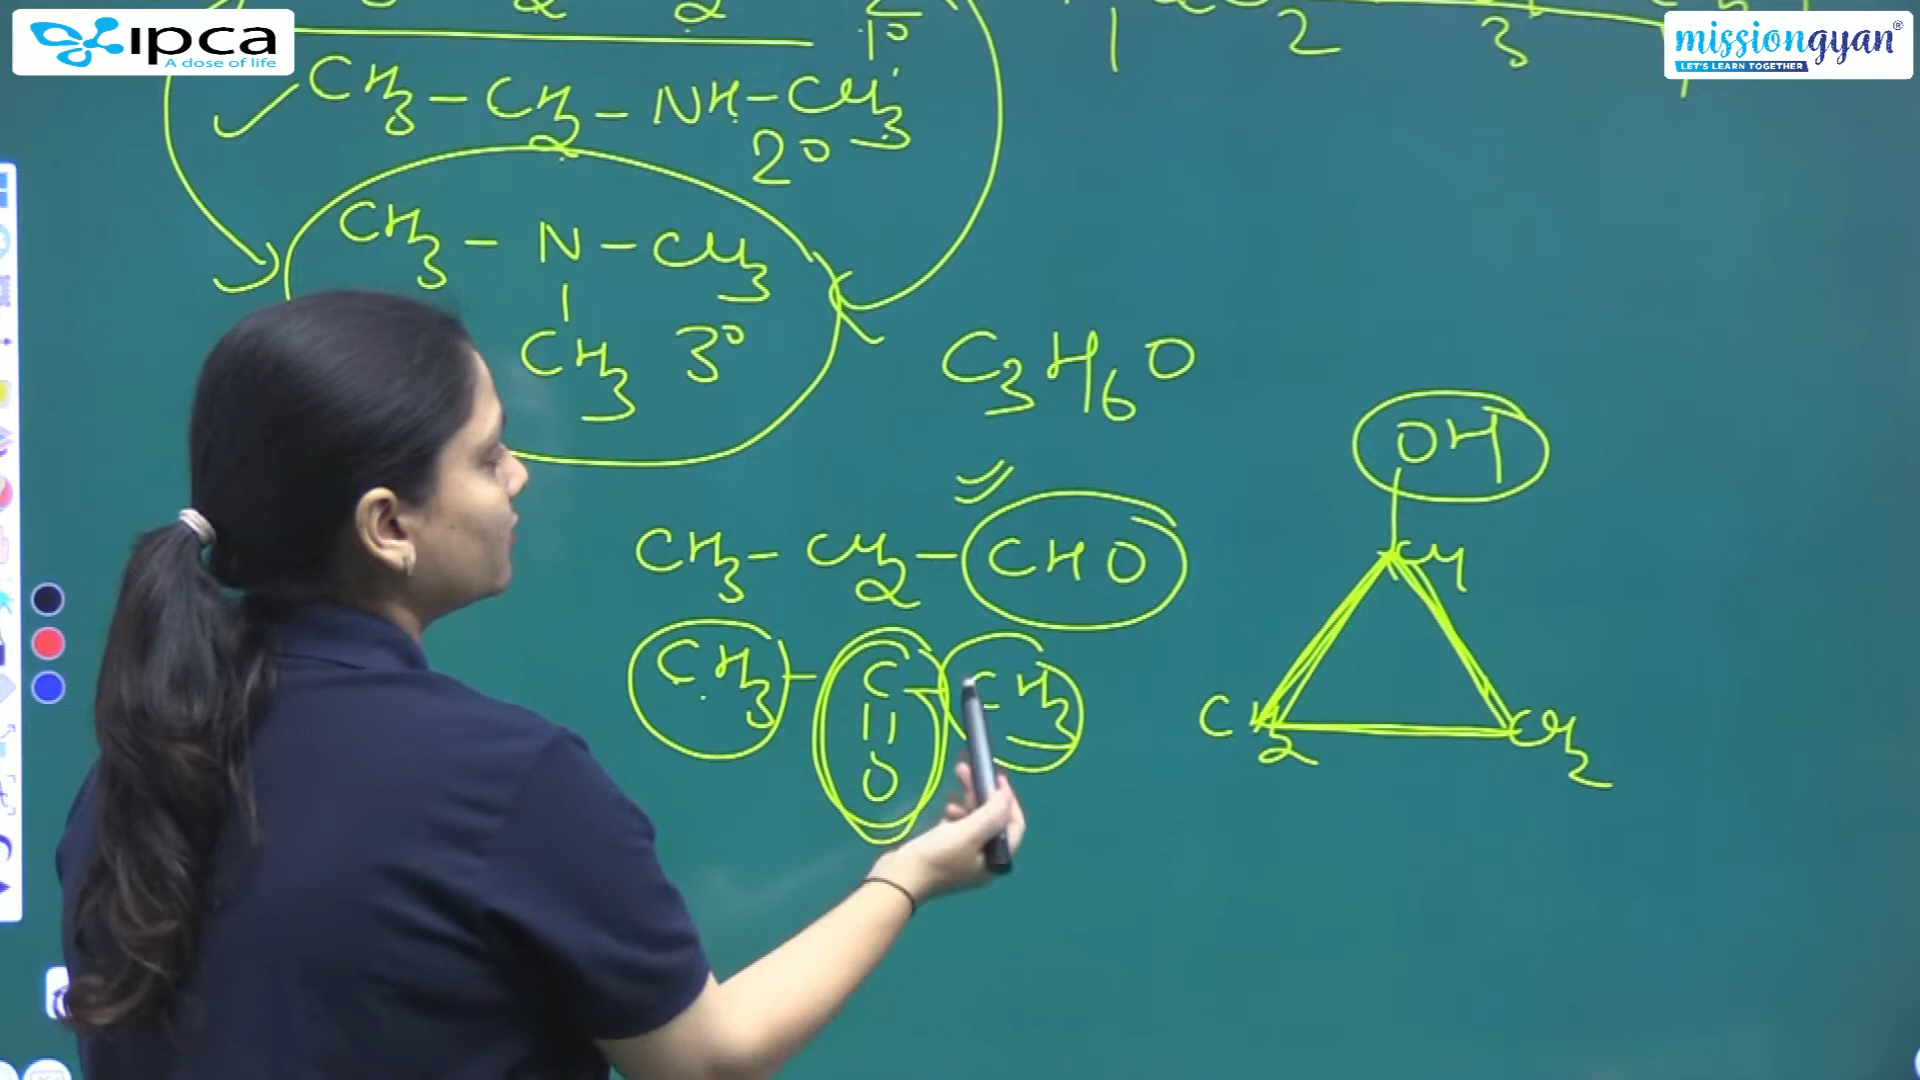 ipca
A dose of life
missiongyan®
LET'S LEARN TOGETHER
1°
1 2 3
CH3 – CH2 – NH – CH3
2°
CH3 – N – CH3
|
CH3 3°
C3H6O
OH
CH3 – CH2 – CHO
CH
CH3 – C – CH3
||
O
CH2 CH2